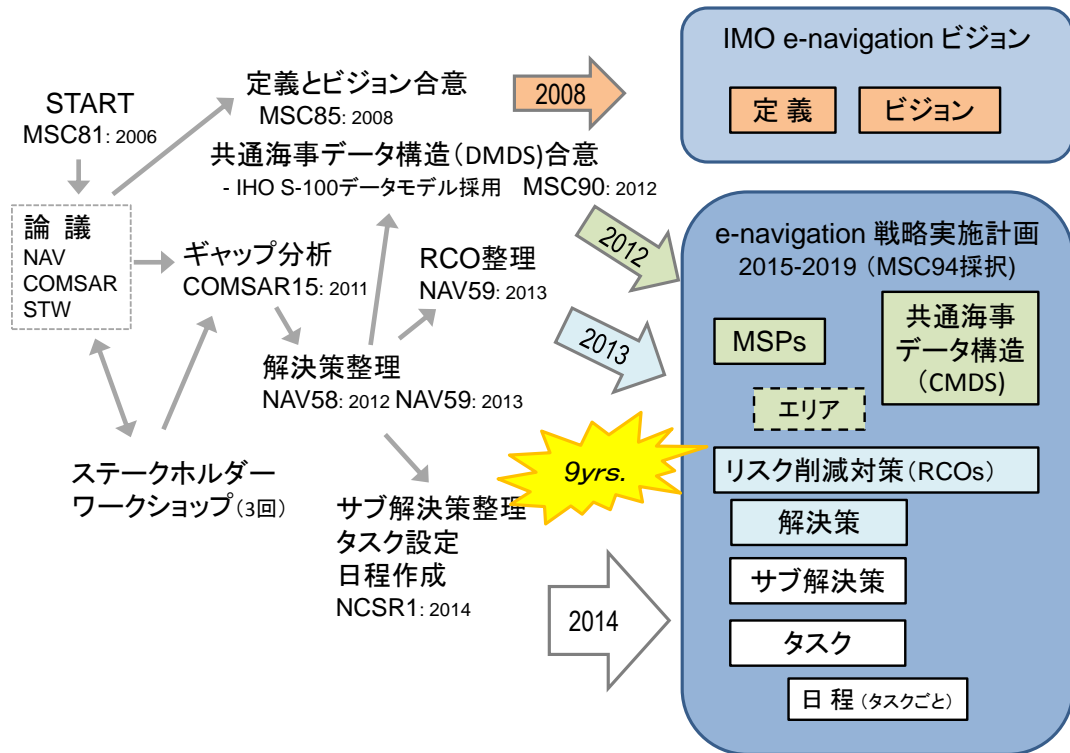 START
MSC81: 2006
論 議
NAV
COMSAR
STW
定義とビジョン合意
MSC85: 2008
共通海事データ構造（DMDS)合意
- IHO S-100データモデル採用 MSC90: 2012
ギャップ分析
COMSAR15: 2011
RCO整理
NAV59: 2013
解決策整理
NAV58: 2012 NAV59: 2013
ステークホルダー
ワークショップ(3回)
サブ解決策整理
タスク設定
日程作成
NCSR1: 2014
2008
2012
2013
9yrs.
2014
IMO e-navigation ビジョン
定 義
ビジョン
e-navigation 戦略実施計画
2015-2019（MSC94採択)
MSPs
共通海事
データ構造
（CMDS)
エリア
リスク削減対策(RCOs)
解決策
サブ解決策
タスク
日 程 (タスクごと)